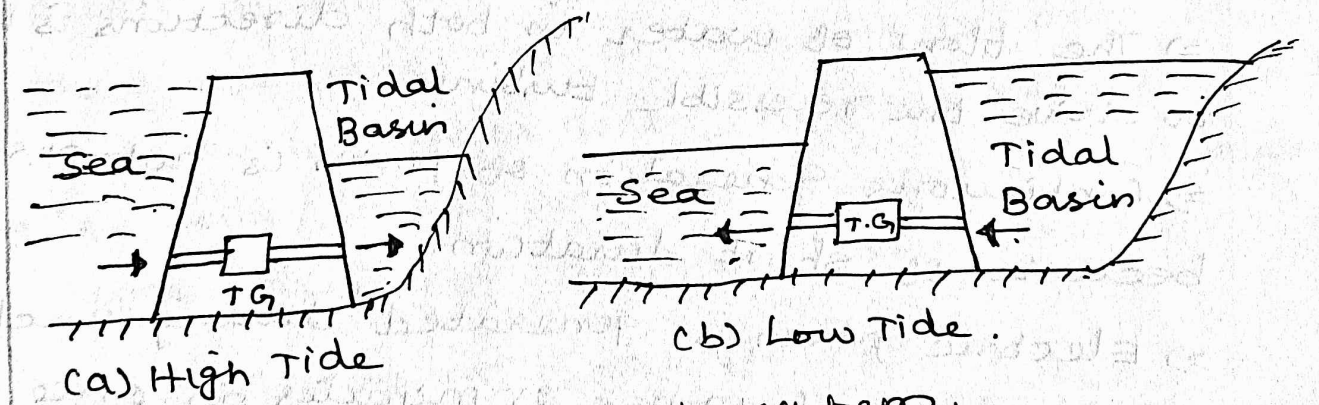 Tidal
Basin
Sea
TG
(a) High Tide
Tidal
Basin
Sea
T.G
(b) Low Tide.